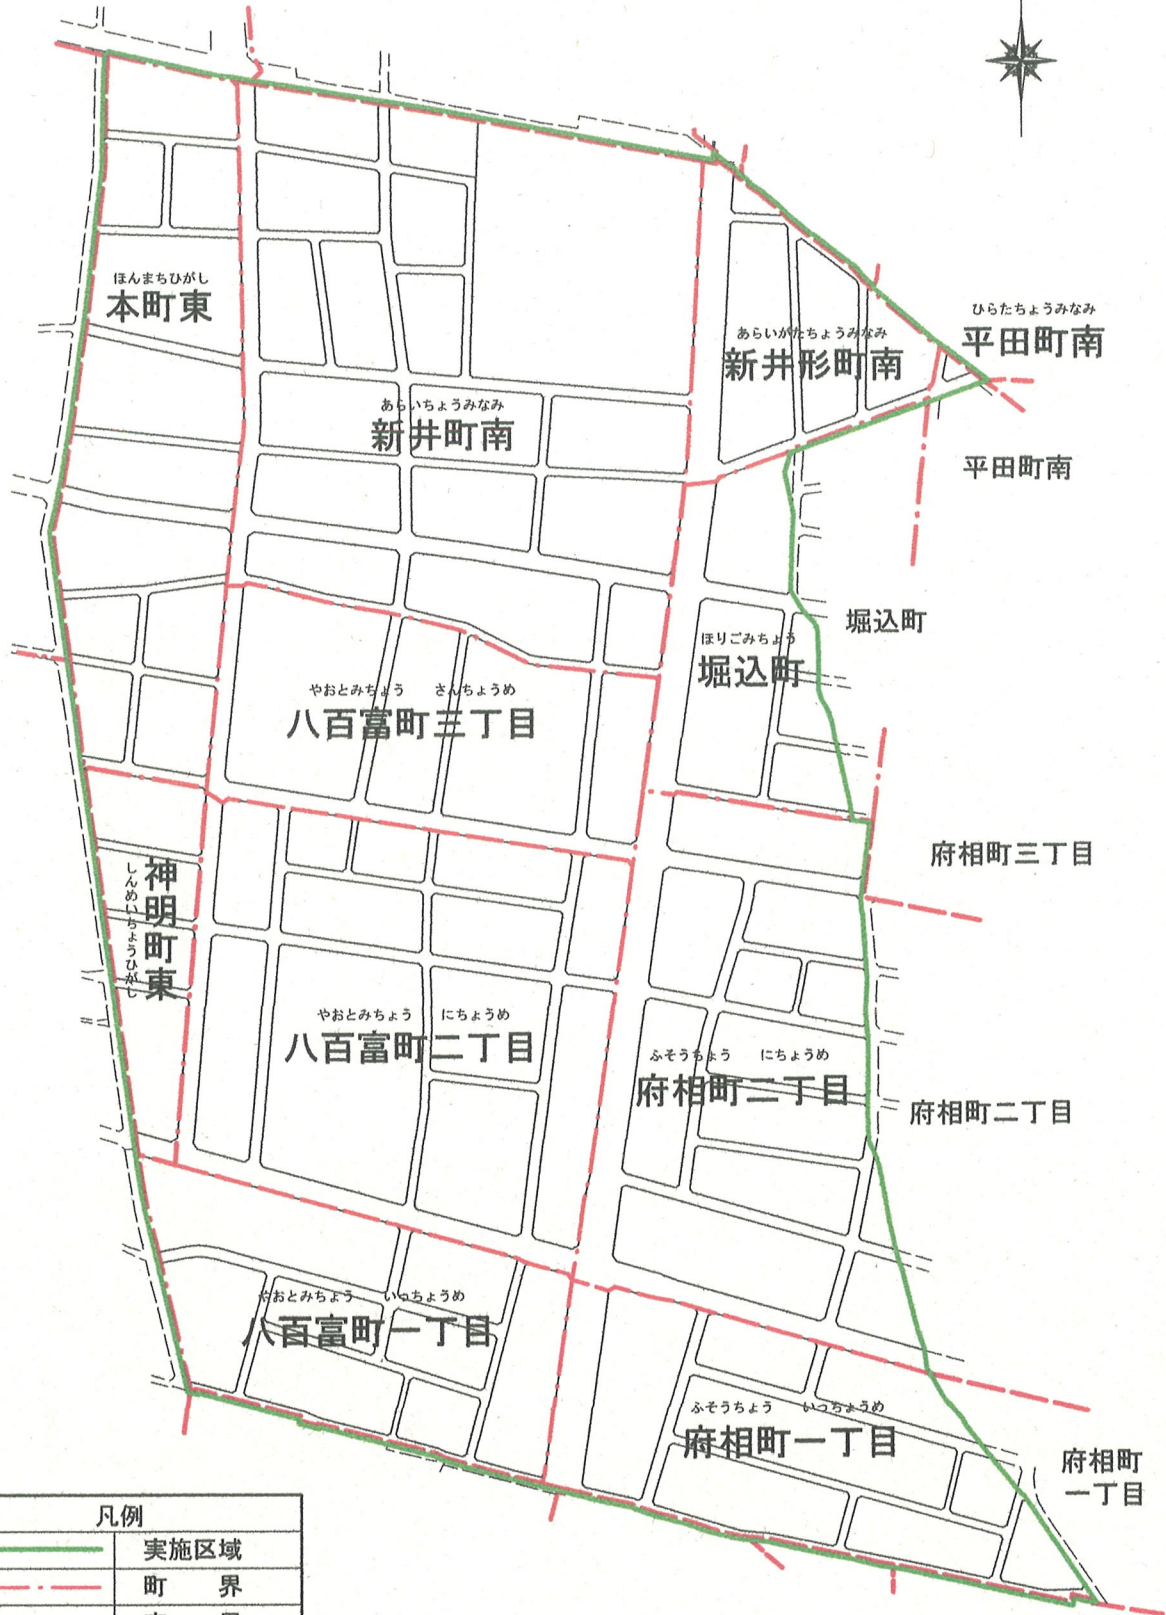 ほんまちひがし
本町東
ひらたちょうみなみ
平田町南
あらいがたちょうみなみ
新井形町南
あらいちょうみなみ
新井町南
平田町南
堀込町
ほりごみちょう
堀込町
やおとみちょう さんちょうめ
八百富町三丁目
府相町三丁目
神明町東
しんめいちょうひがし
やおとみちょう にちょうめ
八百富町二丁目
ふそうちょう にちょうめ
府相町二丁目
府相町二丁目
やおとみちょう いっちょうめ
八百富町一丁目
ふそうちょう いっちょうめ
府相町一丁目
府相町
一丁目
凡例
実施区域
町 界